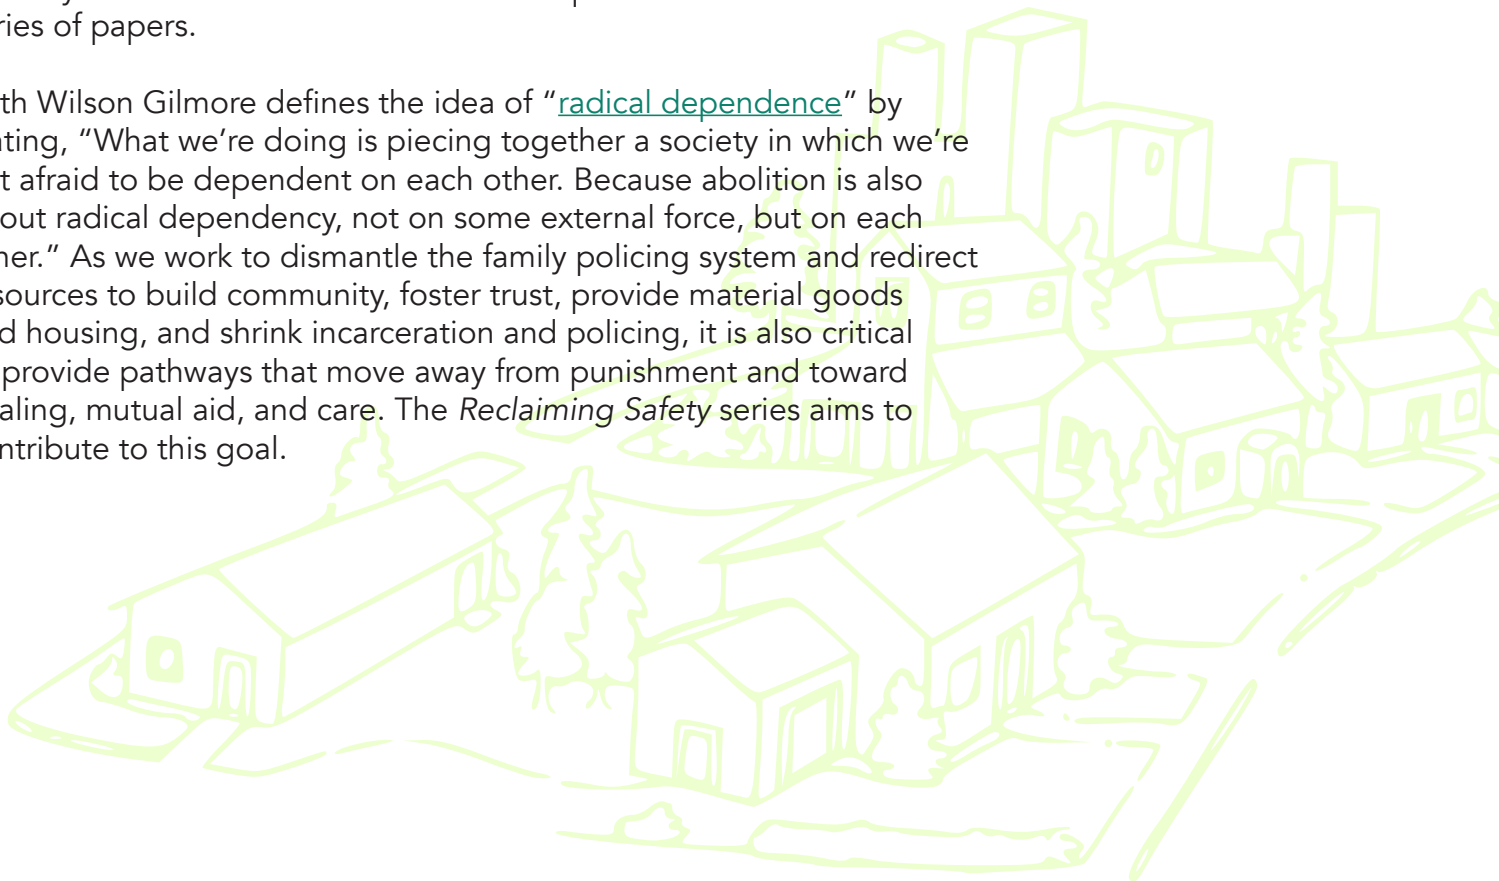 ries of papers.
th Wilson Gilmore defines the idea of “radical dependence” by
ating, “What we’re doing is piecing together a society in which we’re
t afraid to be dependent on each other. Because abolition is also
out radical dependency, not on some external force, but on each
her.” As we work to dismantle the family policing system and redirect
sources to build community, foster trust, provide material goods
d housing, and shrink incarceration and policing, it is also critical
provide pathways that move away from punishment and toward
aling, mutual aid, and care. The Reclaiming Safety series aims to
ntribute to this goal.